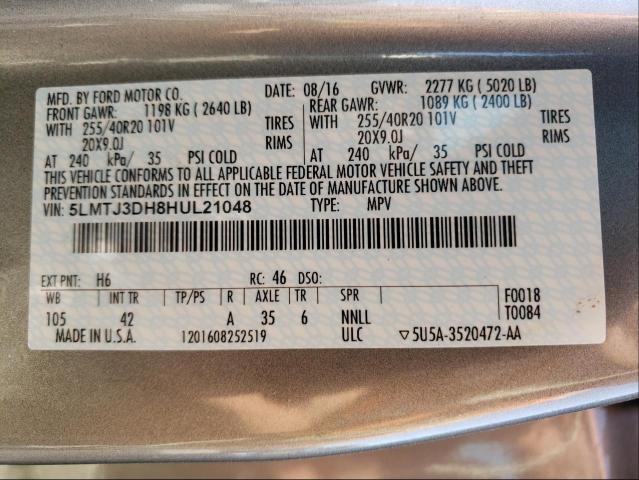 MFD. BY FORD MOTOR CO. DATE: 08/16 GVWR: 2277 KG ( 5020 LB)
FRONT GAWR: 1198 KG ( 2640 LB) REAR GAWR: 1089 KG ( 2400 LB)
WITH 255/40R20 101V TIRES WITH 255/40R20 101V TIRES
20X9.0J RIMS 20X9.0J RIMS
AT 240 kPa/ 35 PSI COLD AT 240 kPa/ 35 PSI COLD
THIS VEHICLE CONFORMS TO ALL APPLICABLE FEDERAL MOTOR VEHICLE SAFETY AND THEFT
PREVENTION STANDARDS IN EFFECT ON THE DATE OF MANUFACTURE SHOWN ABOVE.
VIN: 5LMTJ3DH8HUL21048 TYPE: MPV
EXT PNT: H6 RC: 46 DSO:
WB INT TR TP/PS R AXLE TR SPR F0018
105 42 A 35 6 NNLL T0084
MADE IN U.S.A. 1201608252519 ULC ▽5U5A-3520472-AA